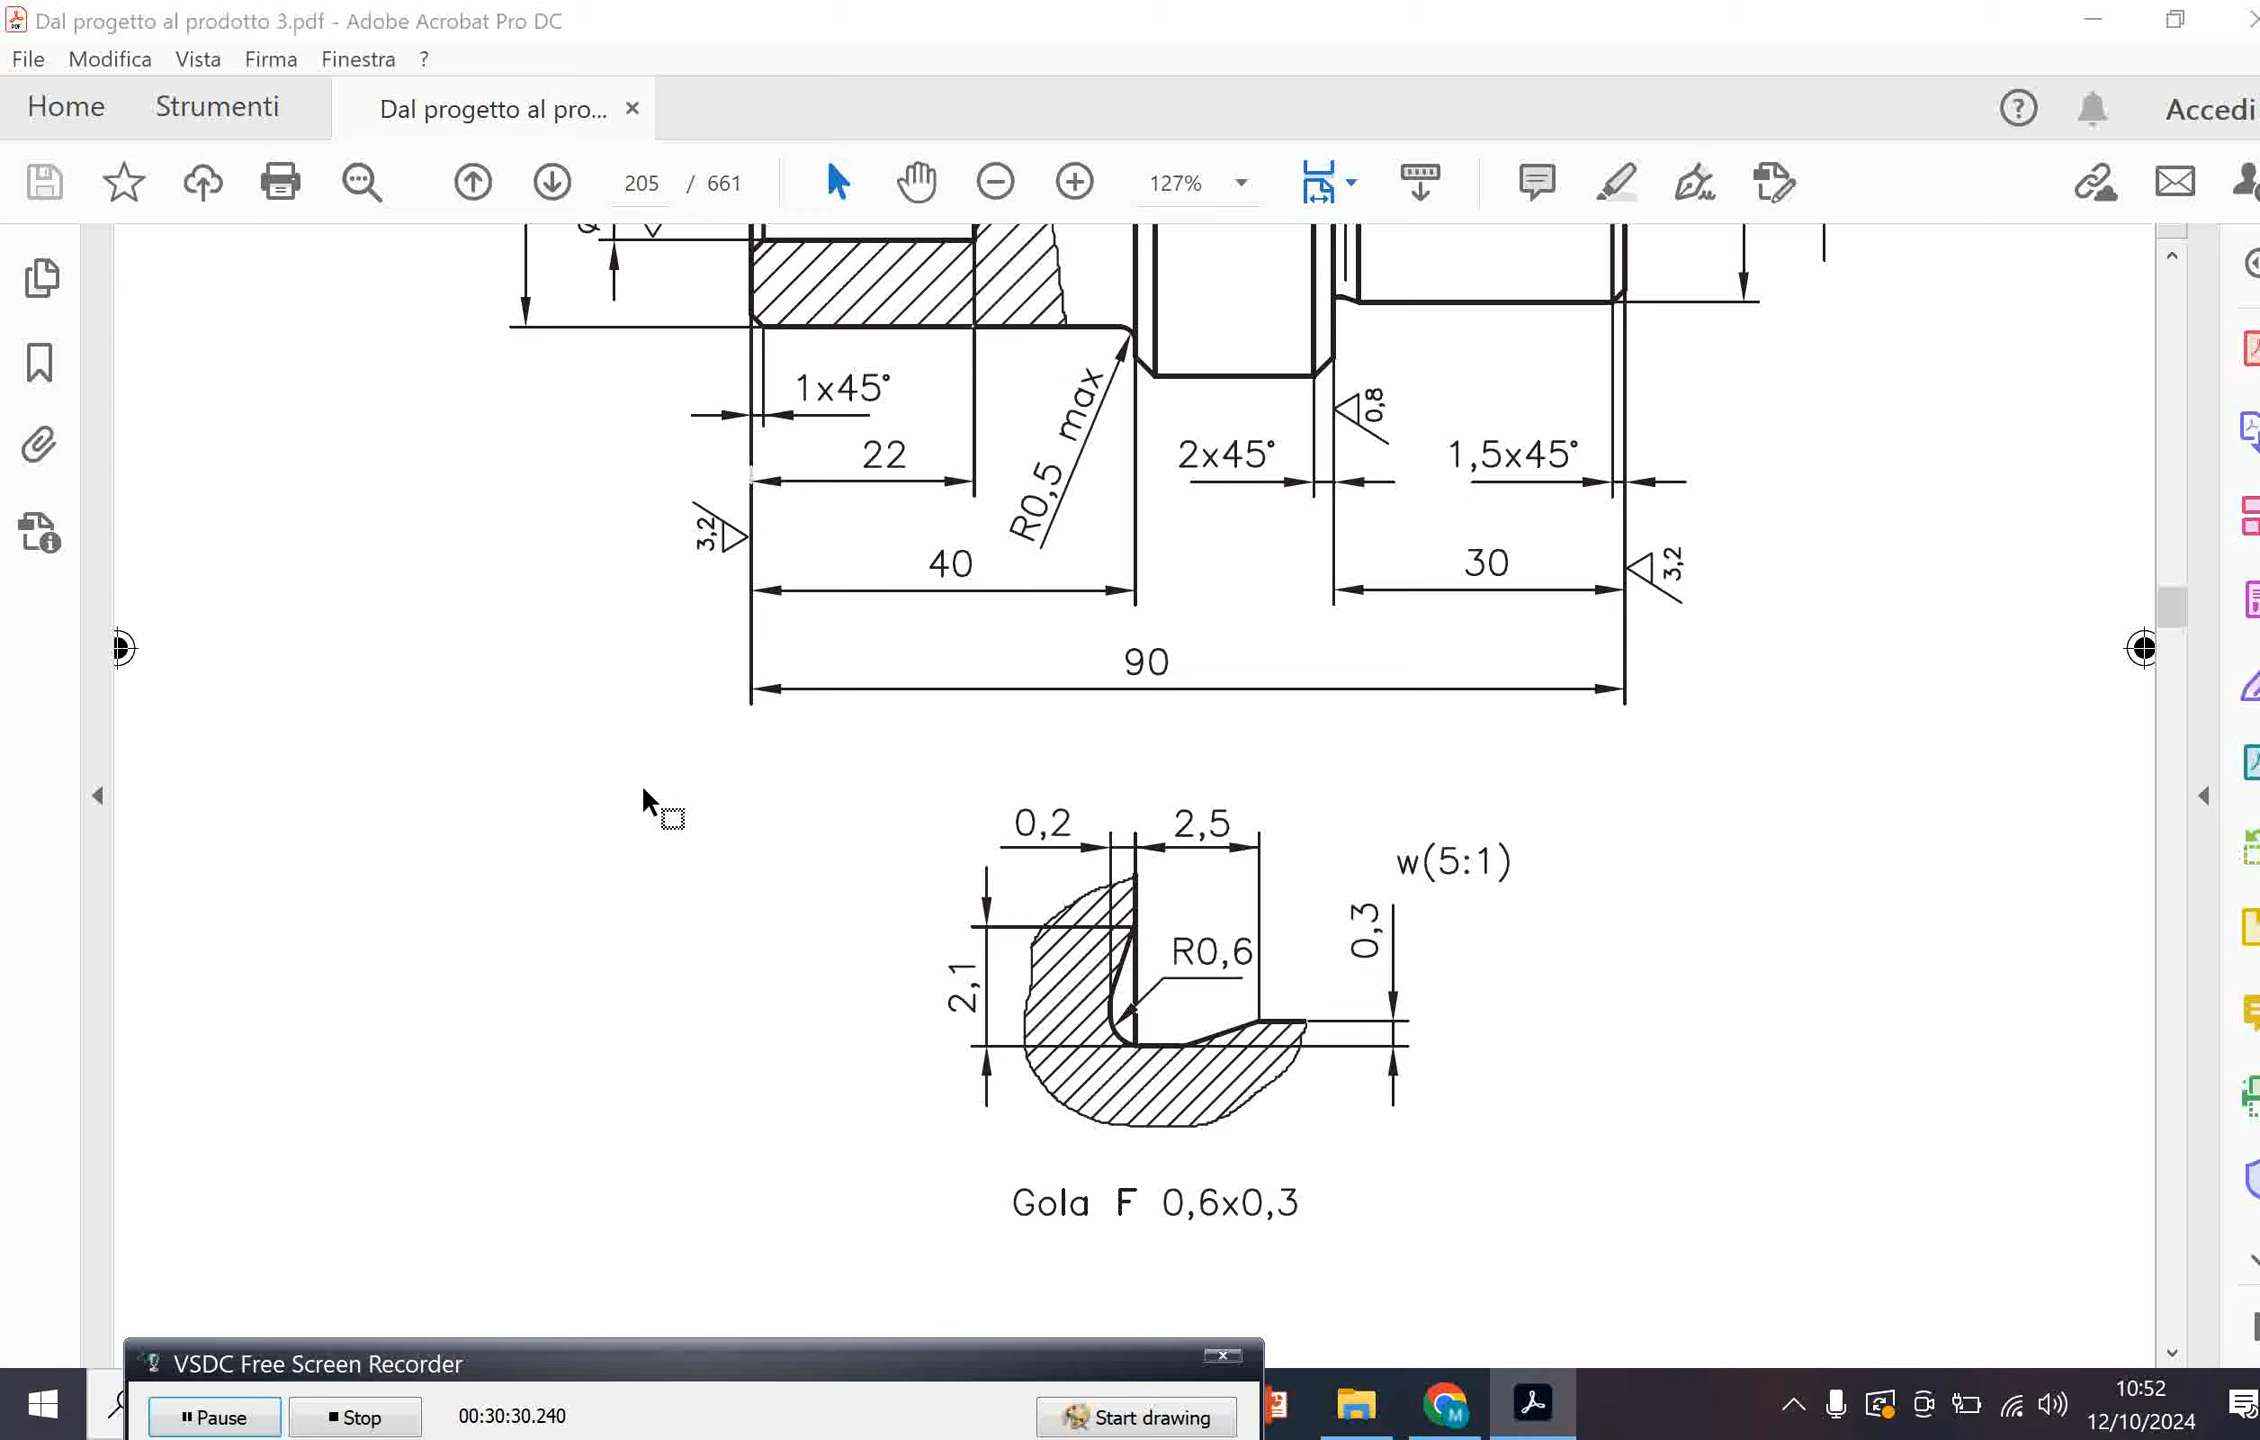 Dal progetto al prodotto 3.pdf - Adobe Acrobat Pro DC
File Modifica Vista Firma Finestra ?
Home Strumenti Dal progetto al pro... Accedi
205 / 661 127%
1x45°
22
R0,5 max
2x45°
0,8
1,5x45°
3,2
40
30
3,2
90
0,2 2,5
w(5:1)
0,3
R0,6
2,1
Gola F 0,6x0,3
VSDC Free Screen Recorder
Pause Stop 00:30:30.240 Start drawing
10:52
12/10/2024